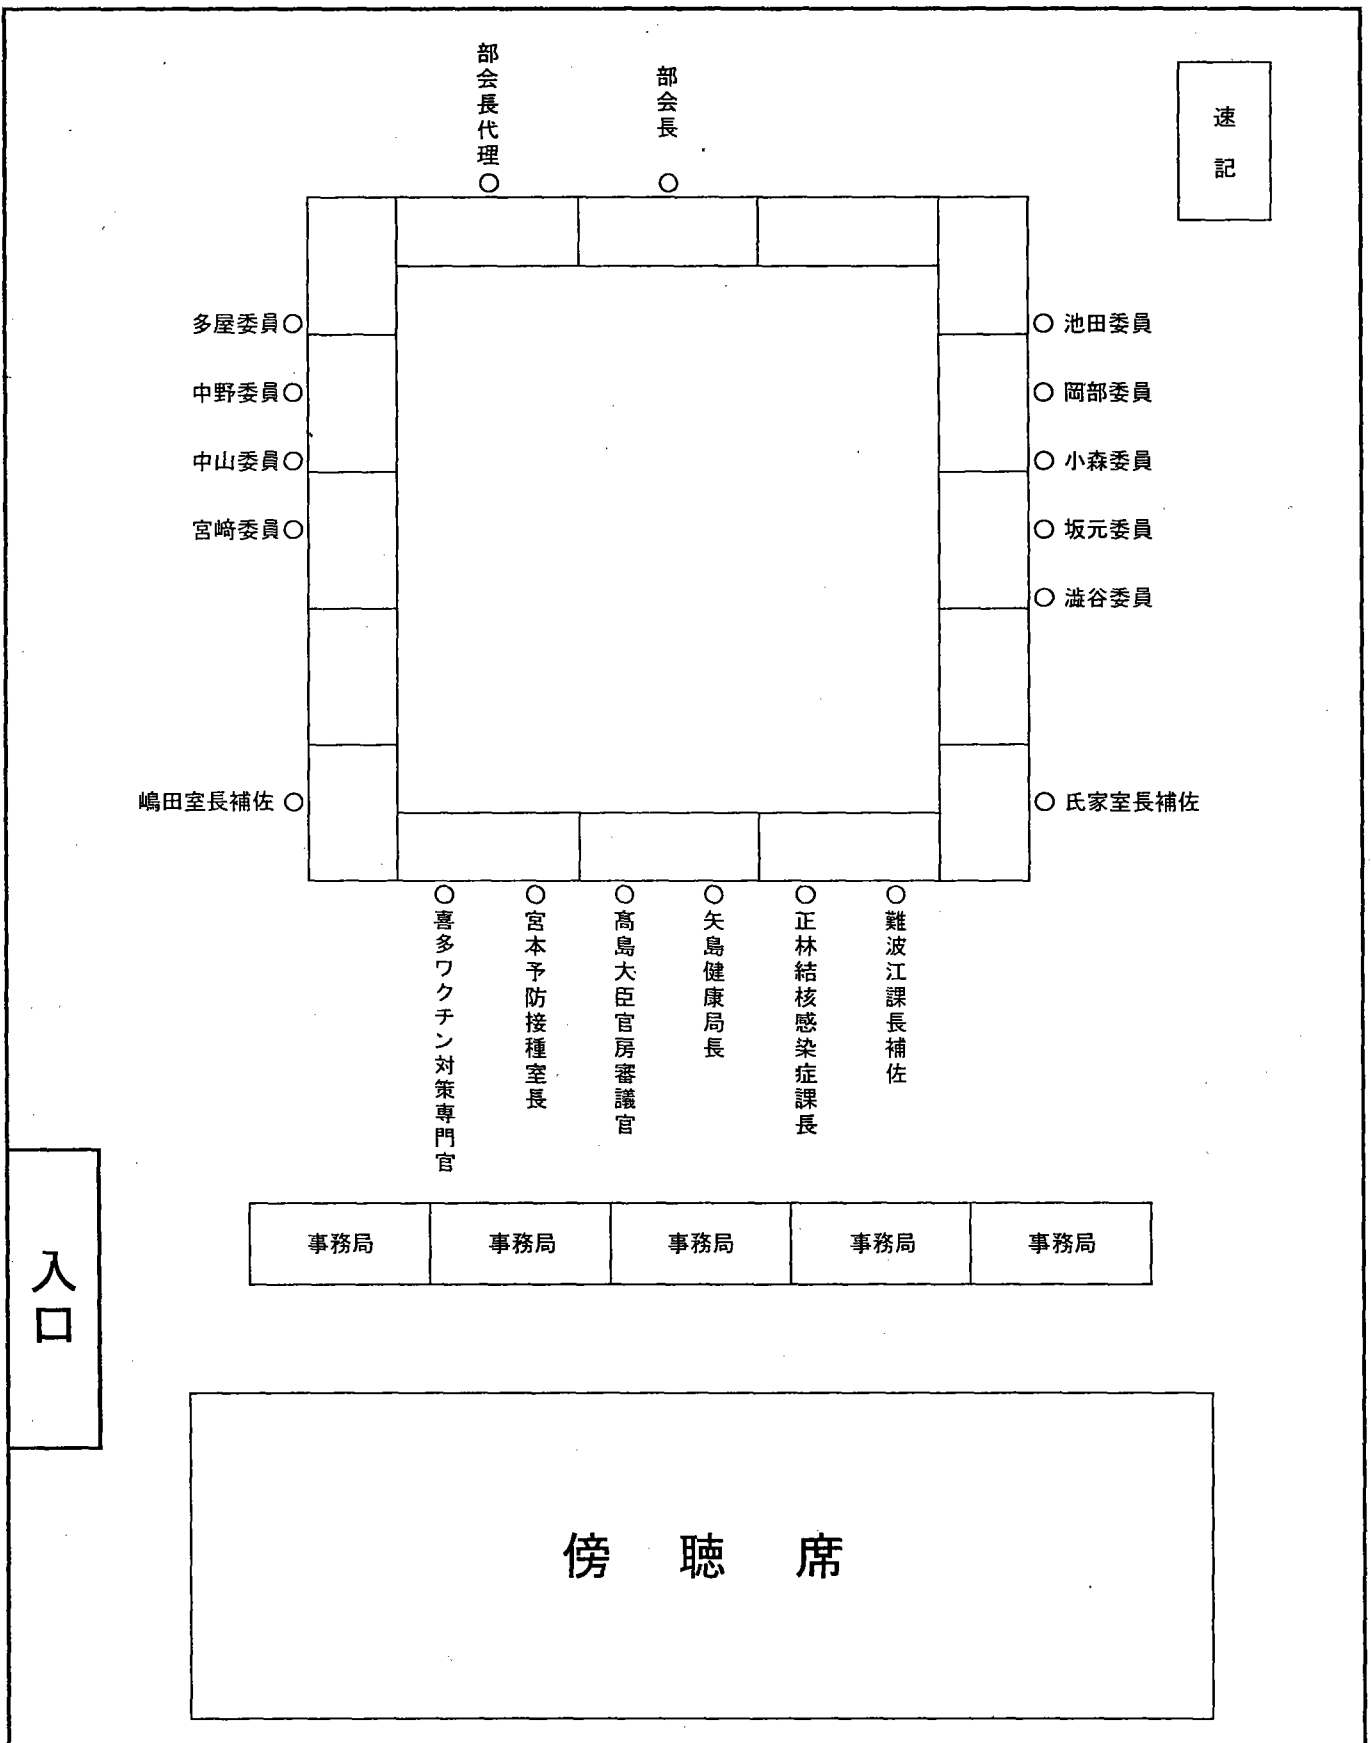 部会長代理
部会長
速記
多屋委員
中野委員
中山委員
宮﨑委員
池田委員
岡部委員
小森委員
坂元委員
澁谷委員
嶋田室長補佐
氏家室長補佐
喜多ワクチン対策専門官
宮本予防接種室長
髙島大臣官房審議官
矢島健康局長
正林結核感染症課長
難波江課長補佐
事務局
事務局
事務局
事務局
事務局
入口
傍聴席